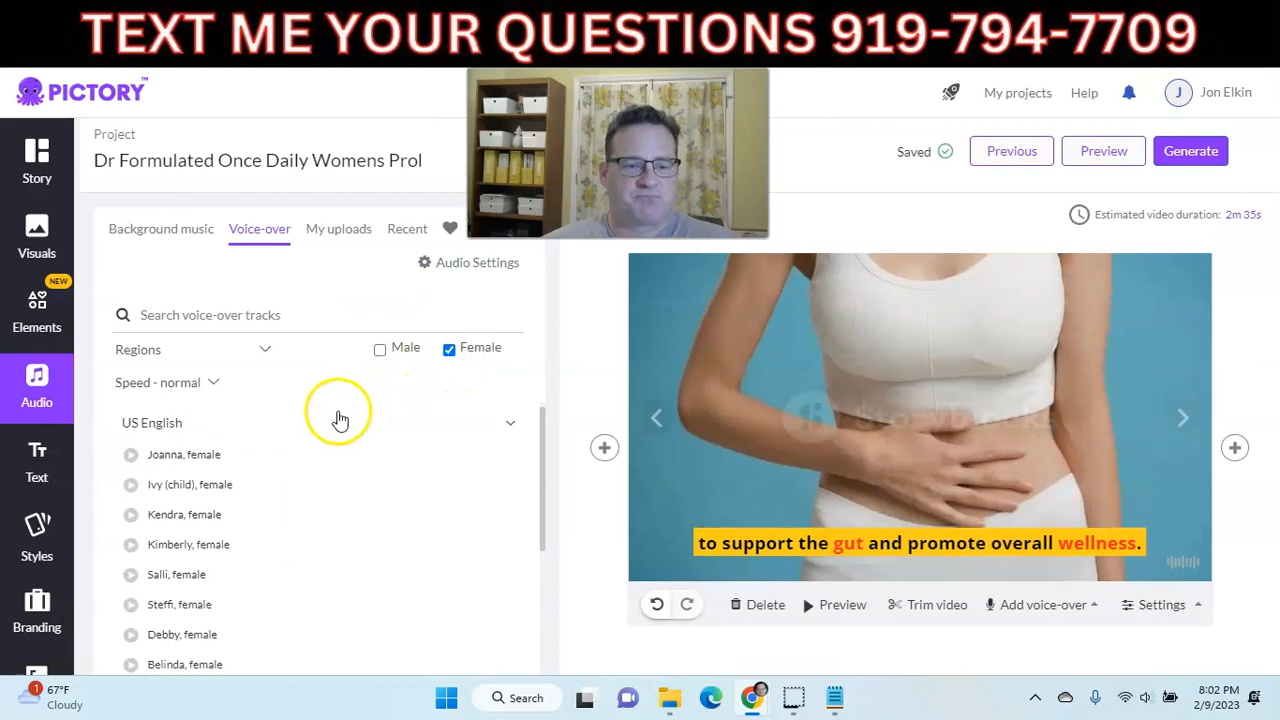 TEXT ME YOUR QUESTIONS 919-794-7709
PICTORY™
My projects
Help
J
Jon Elkin
Story
Visuals
NEW
Elements
Audio
Text
Styles
Branding
Project
Dr Formulated Once Daily Womens Prol
Saved
Previous
Preview
Generate
Estimated video duration: 2m 35s
Background music
Voice-over
My uploads
Recent
Audio Settings
Search voice-over tracks
Regions
Male
Female
Speed - normal
US English
Joanna, female
Ivy (child), female
Kendra, female
Kimberly, female
Salli, female
Steffi, female
Debby, female
Belinda, female
Storyblocks
to support the gut and promote overall wellness.
Delete
Preview
Trim video
Add voice-over
Settings
1
67°F
Cloudy
Search
8:02 PM
2/9/2023